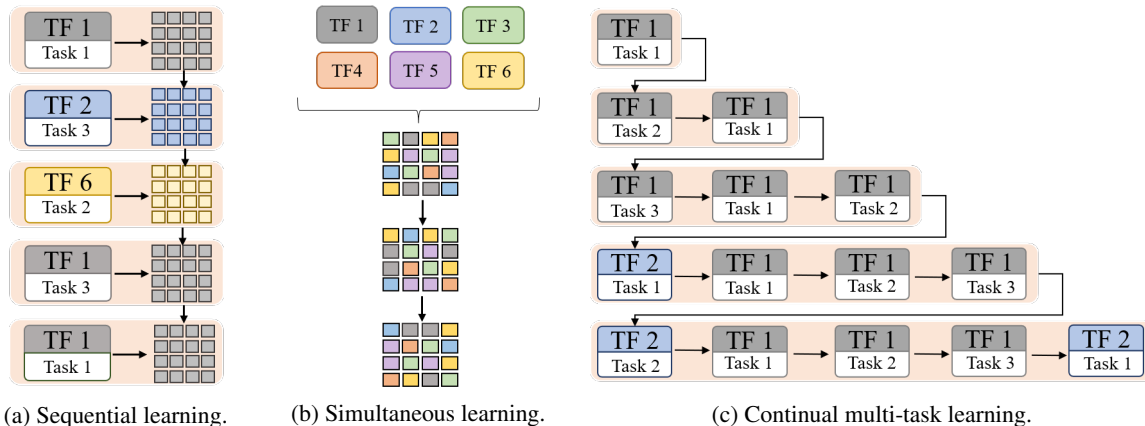 TF 1
Task 1
TF 2
Task 3
TF 6
Task 2
TF 1
Task 3
TF 1
Task 1
(a) Sequential learning.
TF 1 TF 2 TF 3
TF4 TF 5 TF 6
(b) Simultaneous learning.
TF 1
Task 1
TF 1 TF 1
Task 2 Task 1
TF 1 TF 1 TF 1
Task 3 Task 1 Task 2
TF 2 TF 1 TF 1 TF 1
Task 1 Task 1 Task 2 Task 3
TF 2 TF 1 TF 1 TF 1 TF 2
Task 2 Task 1 Task 2 Task 3 Task 1
(c) Continual multi-task learning.